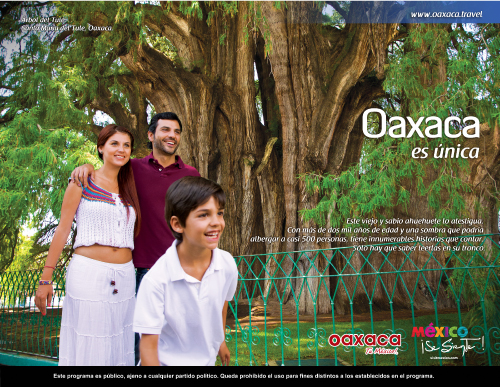 Árbol del Tule,
Santa María del Tule, Oaxaca
www.oaxaca.travel
Oaxaca
es única
Este viejo y sabio ahuehuete lo atestigua.
Con más de dos mil años de edad y una sombra que podría
albergar a casi 500 personas, tiene innumerables historias que contar.
Sólo hay que saber leerlas en su tronco.
oaxaca
MÉXICO
¡Se Siente!
Este programa es público, ajeno a cualquier partido político. Queda prohibido el uso para fines distintos a los establecidos en el programa.